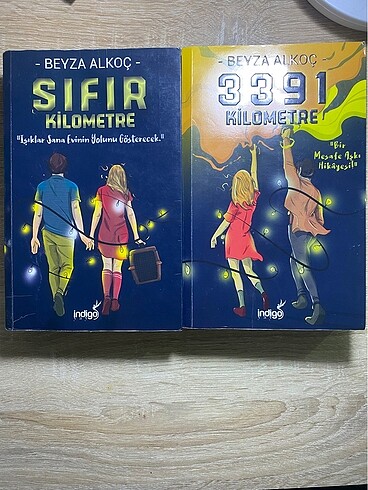 - BEYZA ALKOÇ -
SIFIR
KİLOMETRE
"Işıklar Sana Evinin Yolunu Gösterecek."
indigo
- BEYZA ALKOÇ -
3391
KİLOMETRE
"Bir
Mesafe Aşkı
Hikâyesi!"
indigo